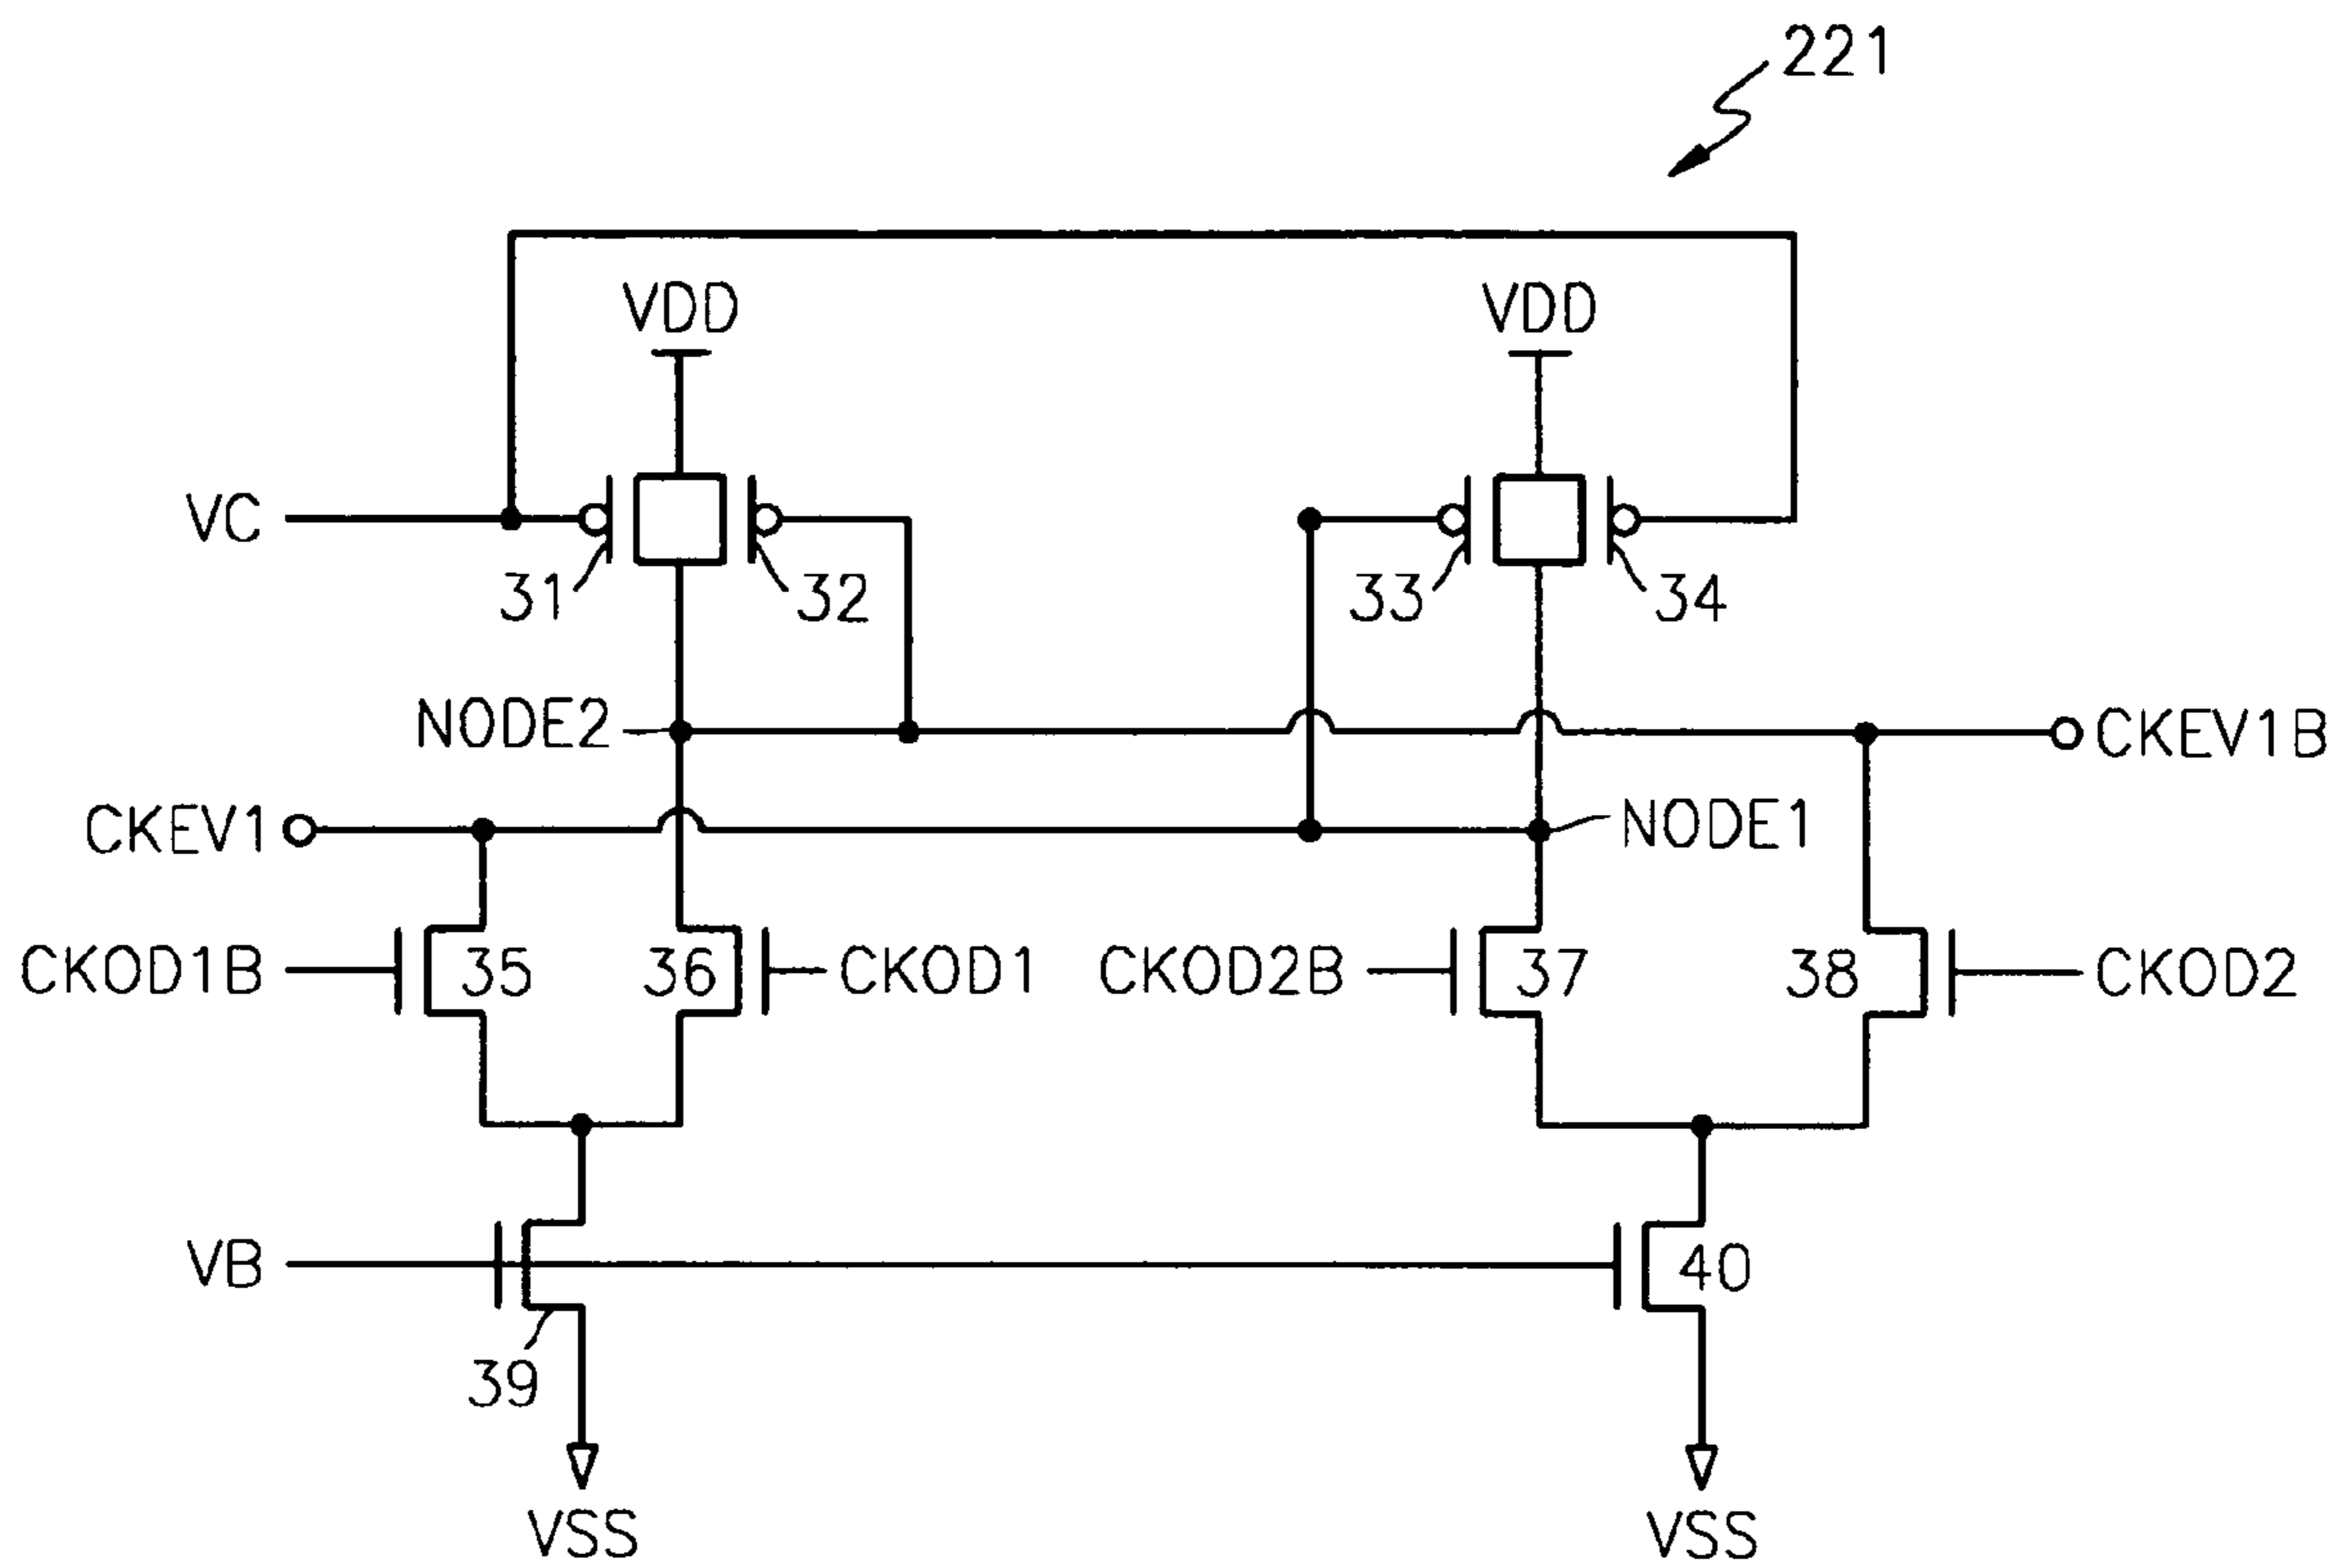 221
VDD
VDD
VC
31
32
33
34
NODE2
CKEV1B
CKEV1
NODE1
CKOD1B
35
36
CKOD1
CKOD2B
37
38
CKOD2
VB
40
39
VSS
VSS